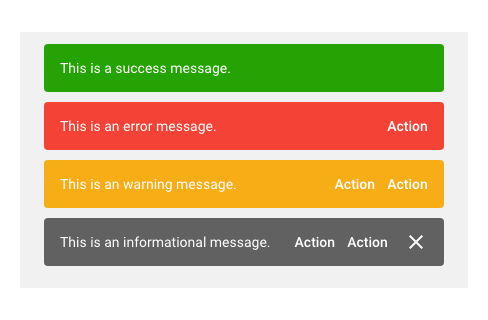 This is a success message.
This is an error message. Action
This is an warning message. Action Action
This is an informational message. Action Action